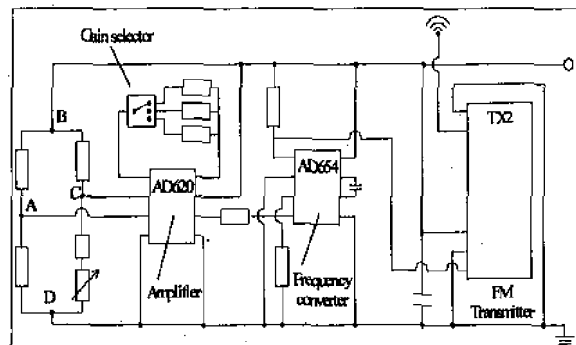 Gain selector
B
TX2
AD620
AD654
C
A
D
Amplifier
Frequency
converter
FM
Transmitter